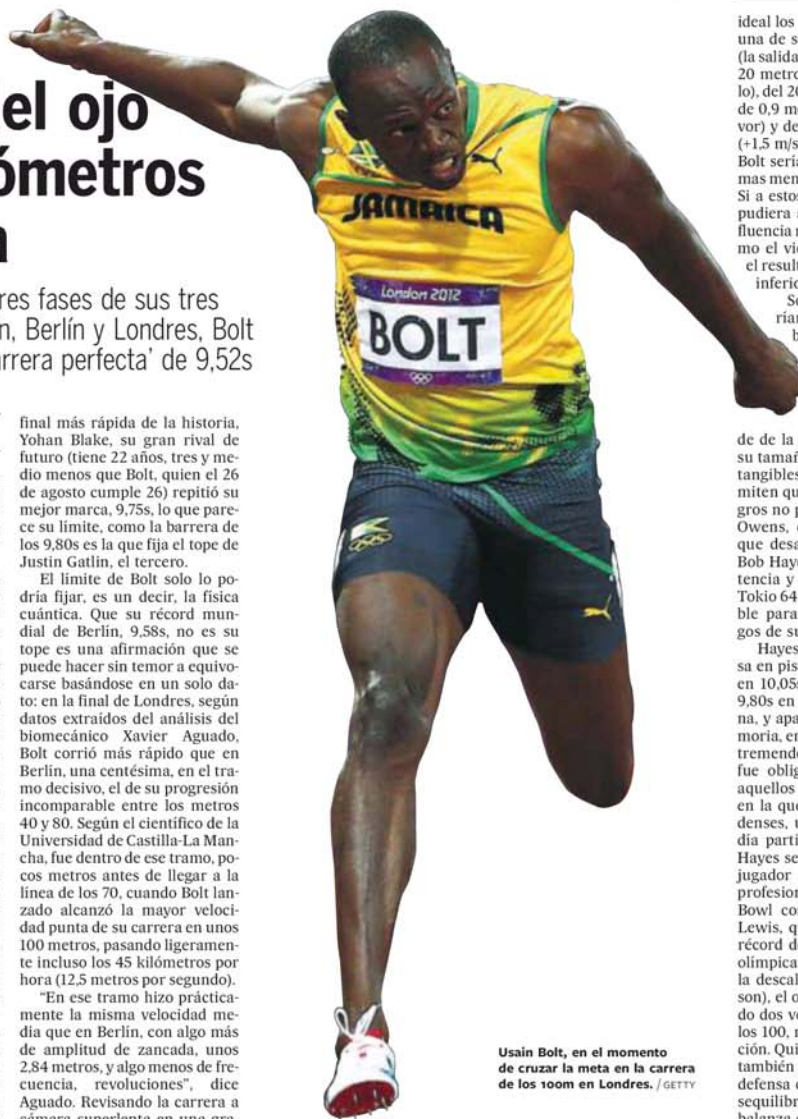 el ojo
ómetros
res fases de sus tres
n, Berlín y Londres, Bolt
rrera perfecta’ de 9,52s
final más rápida de la historia,
Yohan Blake, su gran rival de
futuro (tiene 22 años, tres y me-
dio menos que Bolt, quien el 26
de agosto cumple 26) repitió su
mejor marca, 9,75s, lo que pare-
ce su límite, como la barrera de
los 9,80s es la que fija el tope de
Justin Gatlin, el tercero.
El límite de Bolt solo lo po-
dría fijar, es un decir, la física
cuántica. Que su récord mun-
dial de Berlín, 9,58s, no es su
tope es una afirmación que se
puede hacer sin temor a equivo-
carse basándose en un solo da-
to: en la final de Londres, según
datos extraidos del análisis del
biomecánico Xavier Aguado,
Bolt corrió más rápido que en
Berlín, una centésima, en el tra-
mo decisivo, el de su progresión
incomparable entre los metros
40 y 80. Según el científico de la
Universidad de Castilla-La Man-
cha, fue dentro de ese tramo, po-
cos metros antes de llegar a la
línea de los 70, cuando Bolt lan-
zado alcanzó la mayor veloci-
dad punta de su carrera en unos
100 metros, pasando ligeramen-
te incluso los 45 kilómetros por
hora (12,5 metros por segundo).
“En ese tramo hizo práctica-
mente la misma velocidad me-
dia que en Berlín, con algo más
de amplitud de zancada, unos
2,84 metros, y algo menos de fre-
cuencia, revoluciones”, dice
Aguado. Revisando la carrera a
cámara superlenta en una gra-
JAMAICA
London 2012
BOLT
Usain Bolt, en el momento
de cruzar la meta en la carrera
de los 100m en Londres. / GETTY
ideal los
una de s
(la salida
20 metro
lo), del 20
de 0,9 m
vor) y de
(+1,5 m/s
Bolt sería
mas men
Si a estos
pudiera a
fluencia
mo el vie
el result
inferio
So
rian
b
de de la
su tamañ
tangibles
miten qu
gros no p
Owens,
que desa
Bob Haye
tencia y
Tokio 64
ble para
gos de su
Hayes
sa en pis
en 10,05s
9,80s en
na, y apa
moria, en
tremendo
fue oblig
aquellos
en la que
denses, u
día parti
Hayes se
jugador
profesion
Bowl co
Lewis, q
récord d
olímpica
la descal
son), el o
do dos ve
los 100, n
ción. Qui
también
defensa d
sequilibr